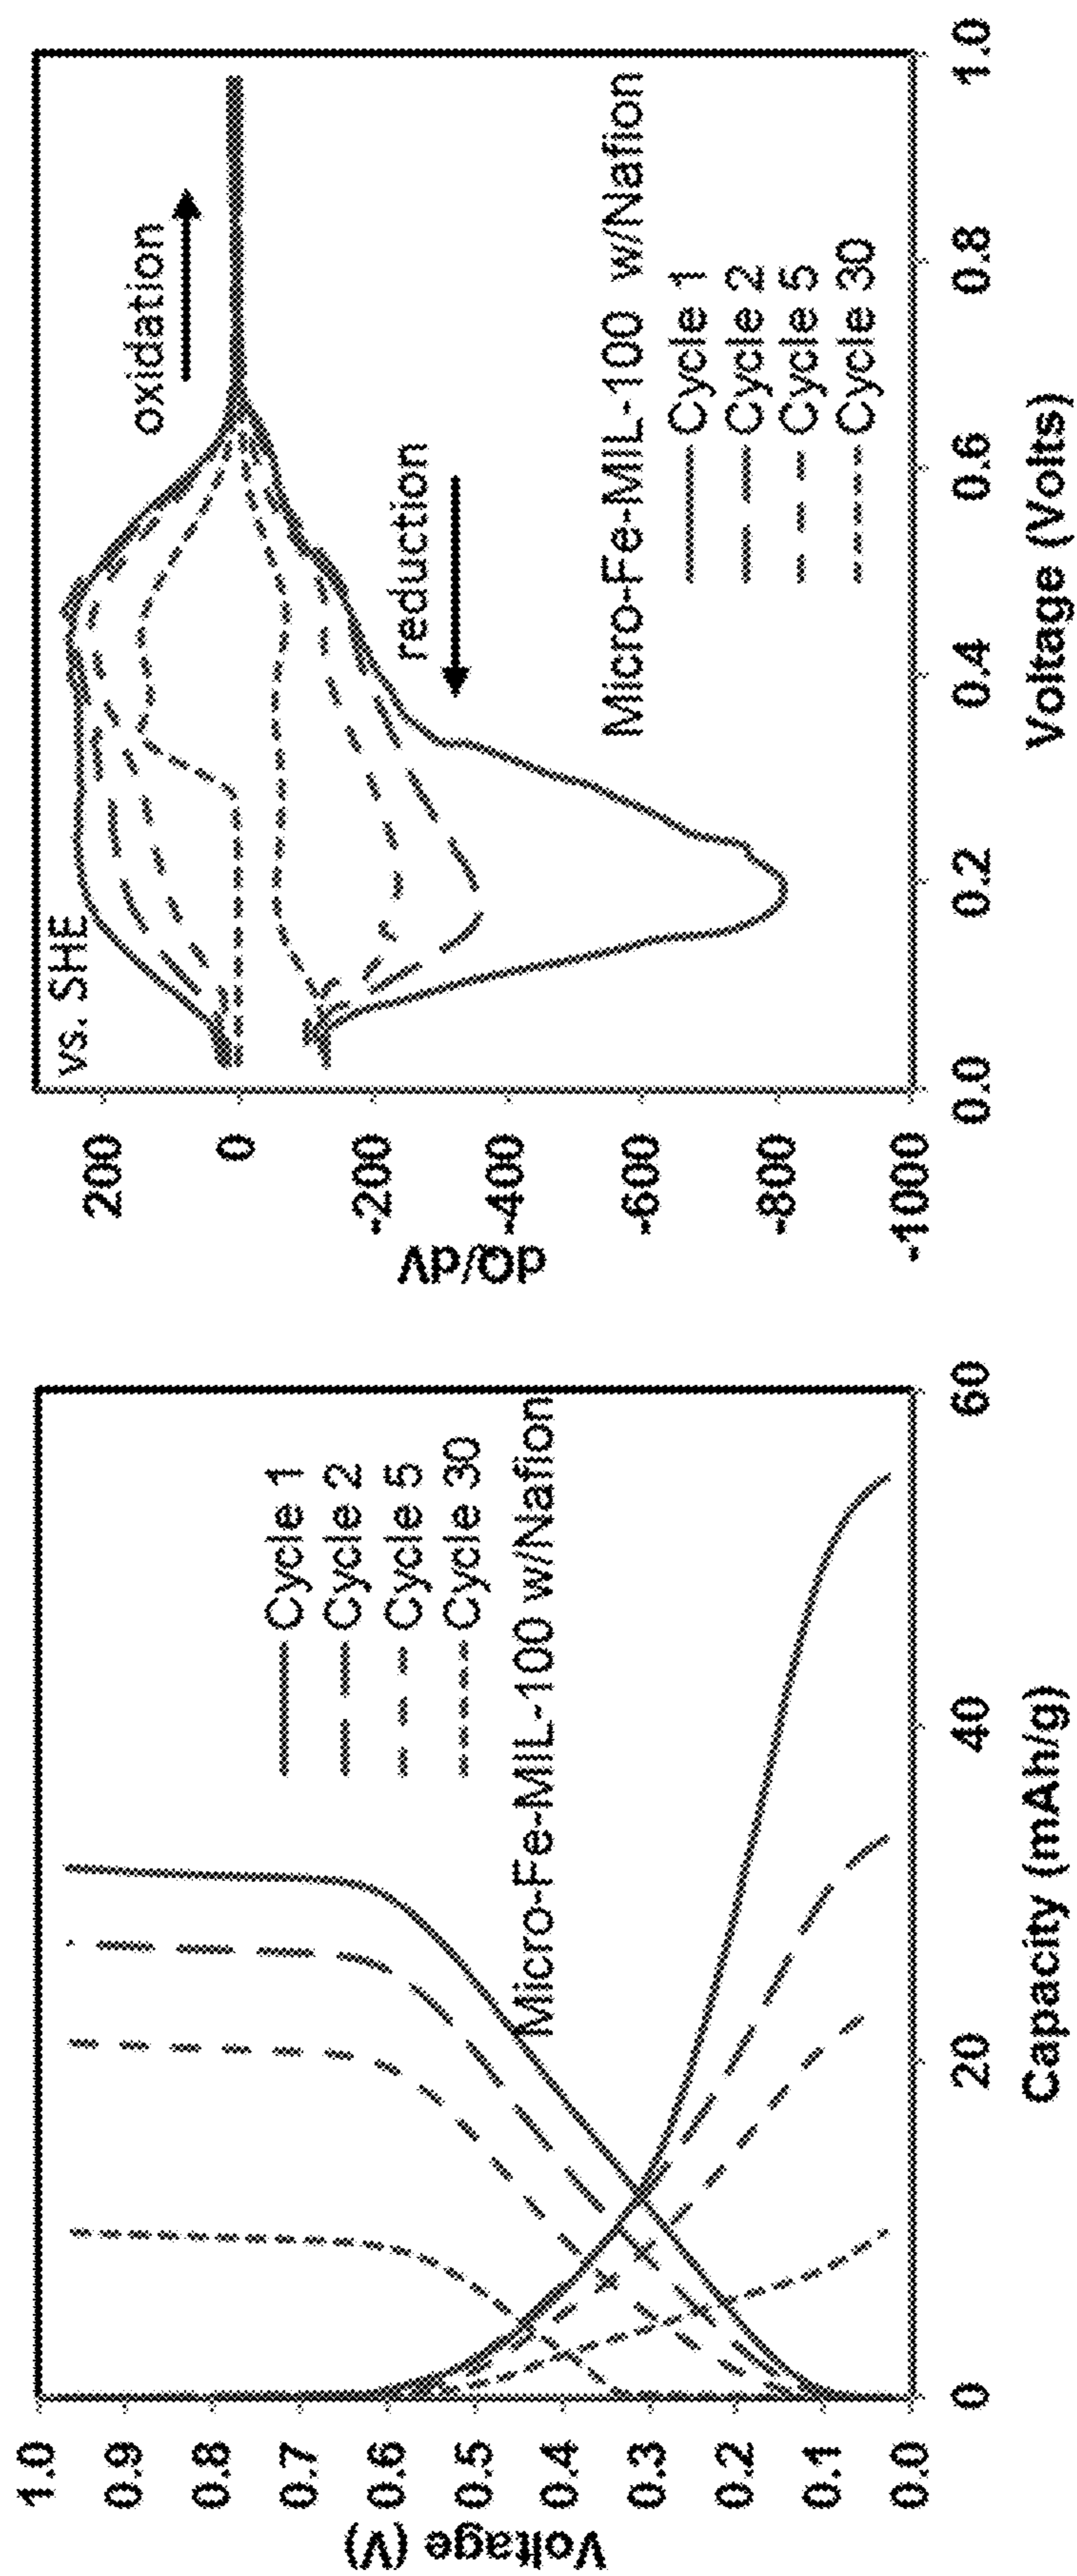 Voltage (V)
1.0
0.9
0.8
0.7
0.6
0.5
0.4
0.3
0.2
0.1
0.0
Cycle 1
Cycle 2
Cycle 5
Cycle 30
Micro-Fe-MIL-100 w/Nafion
0
20
40
60
Capacity (mAh/g)
dQ/dV
200
0
-200
-400
-600
-800
-1000
vs. SHE
oxidation
reduction
Micro-Fe-MIL-100 w/Nafion
Cycle 1
Cycle 2
Cycle 5
Cycle 30
0.0
0.2
0.4
0.6
0.8
1.0
Voltage (Volts)